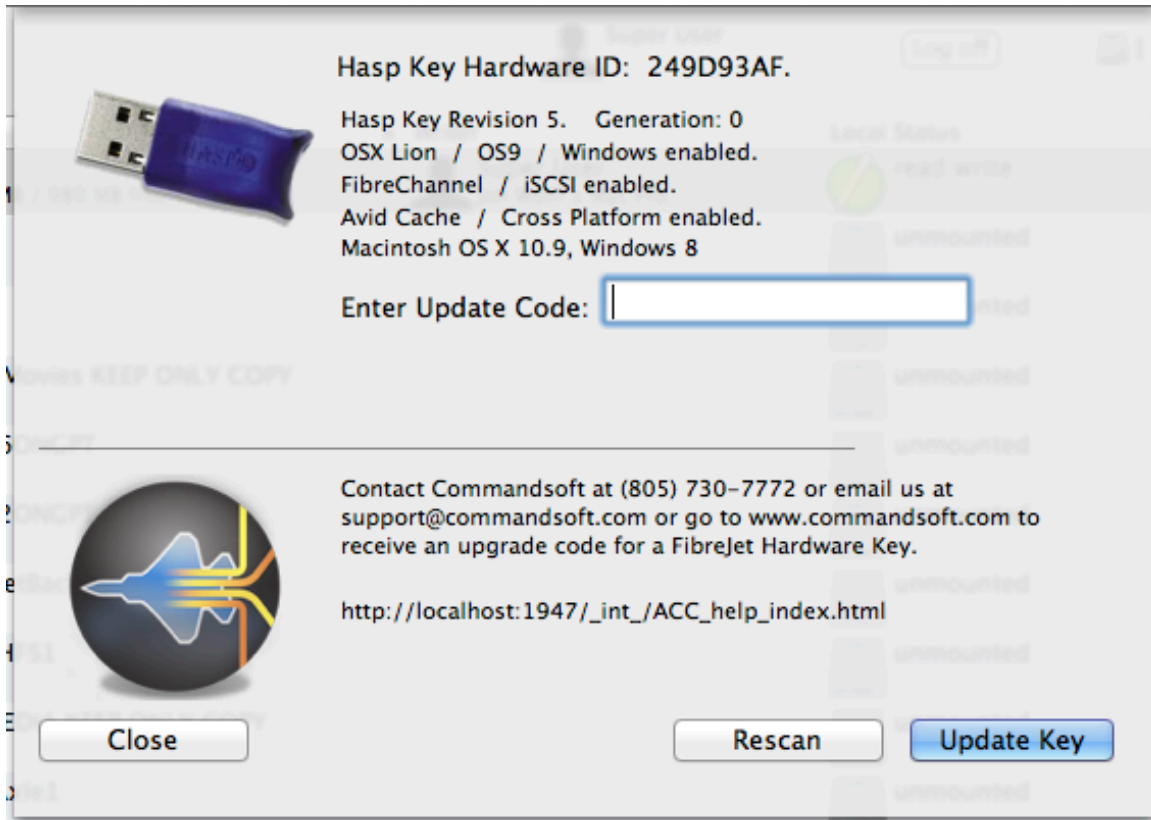 Super User
Log off
Hasp Key Hardware ID: 249D93AF.
Hasp Key Revision 5. Generation: 0
Local Status
OSX Lion / OS9 / Windows enabled.
read write
FibreChannel / iSCSI enabled.
Avid Cache / Cross Platform enabled.
unmounted
Macintosh OS X 10.9, Windows 8
Enter Update Code:
Movies KEEP ONLY COPY
unmounted
unmounted
Contact Commandsoft at (805) 730-7772 or email us at
support@commandsoft.com or go to www.commandsoft.com to
receive an upgrade code for a FibreJet Hardware Key.
unmounted
http://localhost:1947/_int_/ACC_help_index.html
unmounted
Close
Rescan
Update Key
unmounted